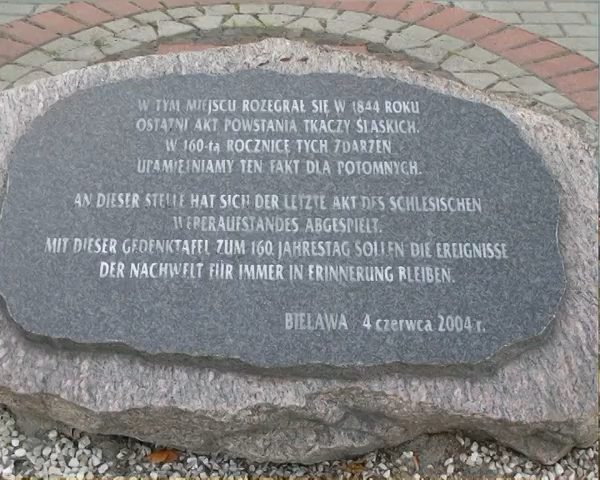 W TYM MIEJSCU ROZEGRAŁ SIĘ W 1844 ROKU
OSTATNI AKT POWSTANIA TKACZY ŚLĄSKICH.
W 160-tą ROCZNICĘ TYCH ZDARZEŃ
UPAMIĘTNIAMY TEN FAKT DLA POTOMNYCH.
AN DIESER STELLE HAT SICH DER LETZTE AKT DES SCHLESISCHEN
WEBERAUFSTANDES ABGESPIELT.
MIT DIESER GEDENKTAFEL ZUM 160. JAHRESTAG SOLLEN DIE EREIGNISSE
DER NACHWELT FÜR IMMER IN ERINNERUNG BLEIBEN.
BIELAWA 4 czerwca 2004 r.